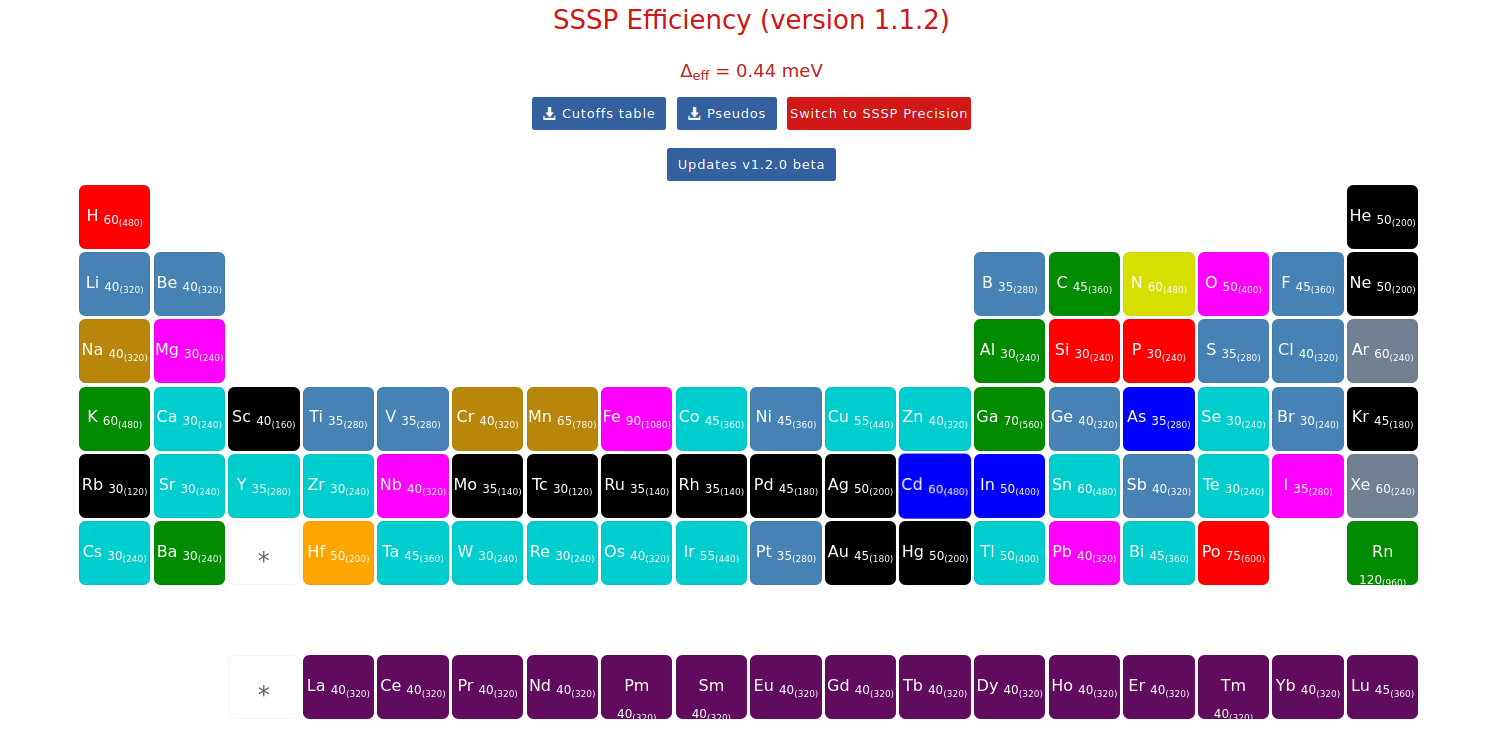 SSSP Efficiency (version 1.1.2)
Δeff = 0.44 meV
Cutoffs table Pseudos Switch to SSSP Precision
Updates v1.2.0 beta
H 60(480) He 50(200)
Li 40(320) Be 40(320) B 35(280) C 45(360) N 60(480) O 50(400) F 45(360) Ne 50(200)
Na 40(320) Mg 30(240) Al 30(240) Si 30(240) P 30(240) S 35(280) Cl 40(320) Ar 60(240)
K 60(480) Ca 30(240) Sc 40(160) Ti 35(280) V 35(280) Cr 40(320) Mn 65(780) Fe 90(1080) Co 45(360) Ni 45(360) Cu 55(440) Zn 40(320) Ga 70(560) Ge 40(320) As 35(280) Se 30(240) Br 30(240) Kr 45(180)
Rb 30(120) Sr 30(240) Y 35(280) Zr 30(240) Nb 40(320) Mo 35(140) Tc 30(120) Ru 35(140) Rh 35(140) Pd 45(180) Ag 50(200) Cd 60(480) In 50(400) Sn 60(480) Sb 40(320) Te 30(240) I 35(280) Xe 60(240)
Cs 30(240) Ba 30(240) * Hf 50(200) Ta 45(360) W 30(240) Re 30(240) Os 40(320) Ir 55(440) Pt 35(280) Au 45(180) Hg 50(200) Tl 50(400) Pb 40(320) Bi 45(360) Po 75(600) Rn 120(960)
* La 40(320) Ce 40(320) Pr 40(320) Nd 40(320) Pm 40(320) Sm 40(320) Eu 40(320) Gd 40(320) Tb 40(320) Dy 40(320) Ho 40(320) Er 40(320) Tm 40(320) Yb 40(320) Lu 45(360)